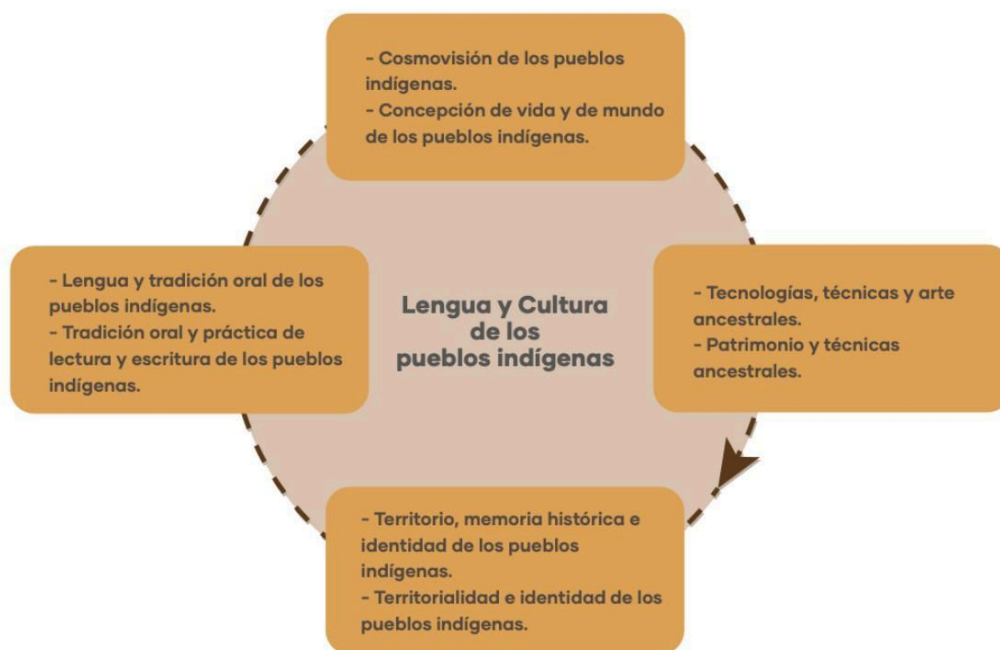 - Cosmovisión de los pueblos
indígenas.
- Concepción de vida y de mundo
de los pueblos indígenas.
- Lengua y tradición oral de los
pueblos indígenas.
- Tradición oral y práctica de
lectura y escritura de los pueblos
indígenas.
Lengua y Cultura
de los
pueblos indígenas
- Tecnologías, técnicas y arte
ancestrales.
- Patrimonio y técnicas
ancestrales.
- Territorio, memoria histórica e
identidad de los pueblos
indígenas.
- Territorialidad e identidad de los
pueblos indígenas.